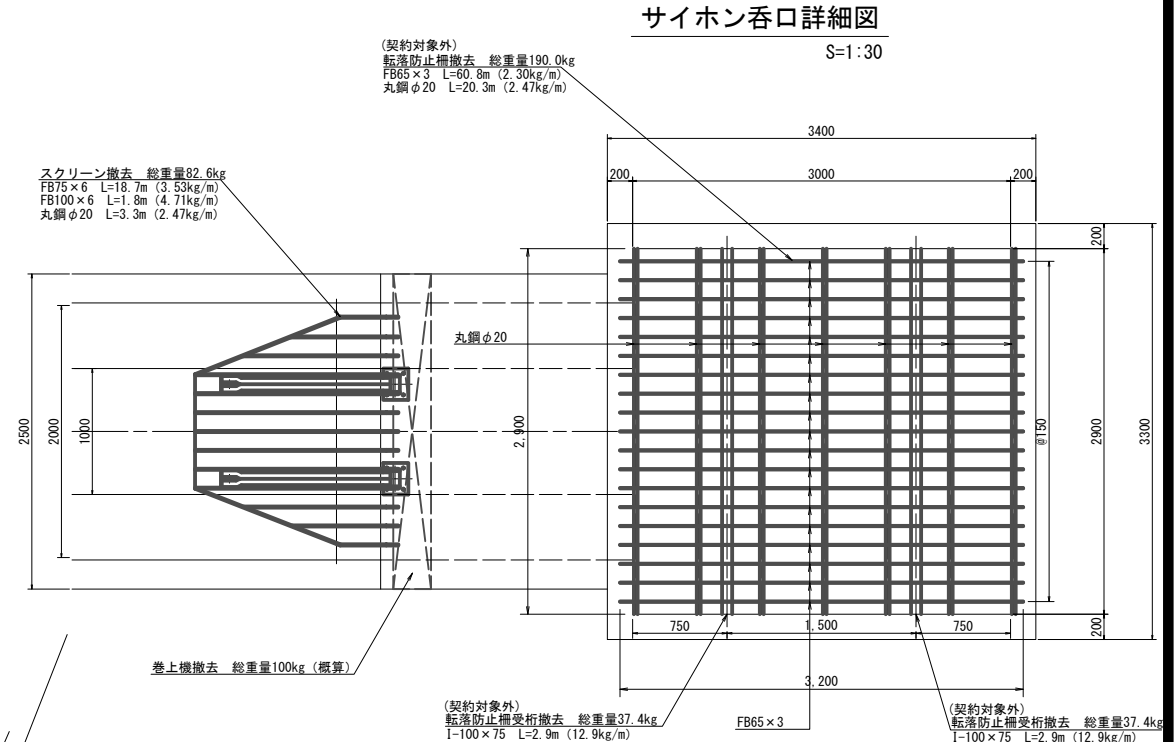 サイホン呑口詳細図
S=1:30
(契約対象外)
転落防止柵撤去　総重量190.0kg
FB65×3　L=60.8m (2.30kg/m)
丸鋼φ20　L=20.3m (2.47kg/m)
スクリーン撤去　総重量82.6kg
FB75×6　L=18.7m (3.53kg/m)
FB100×6　L=1.8m (4.71kg/m)
丸鋼φ20　L=3.3m (2.47kg/m)
3400
200
3000
200
200
丸鋼φ20
2500
2000
1000
2,900
@150
2900
3300
750
1,500
750
200
3,200
巻上機撤去　総重量100kg (概算)
(契約対象外)
転落防止柵受桁撤去　総重量37.4kg
I-100×75　L=2.9m (12.9kg/m)
FB65×3
(契約対象外)
転落防止柵受桁撤去　総重量37.4kg
I-100×75　L=2.9m (12.9kg/m)